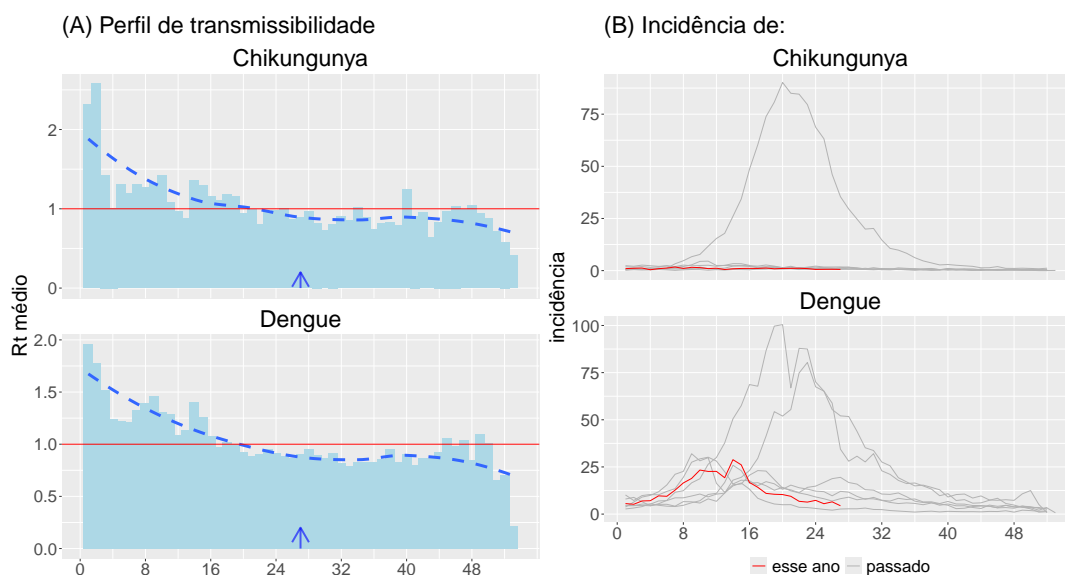 (A) Perfil de transmissibilidade
Chikungunya
2
1
0
Dengue
2.0
1.5
1.0
0.5
0.0
0 8 16 24 32 40 48
Rt médio
(B) Incidência de:
Chikungunya
75
50
25
0
Dengue
100
75
50
25
0
0 8 16 24 32 40 48
incidência
esse ano passado